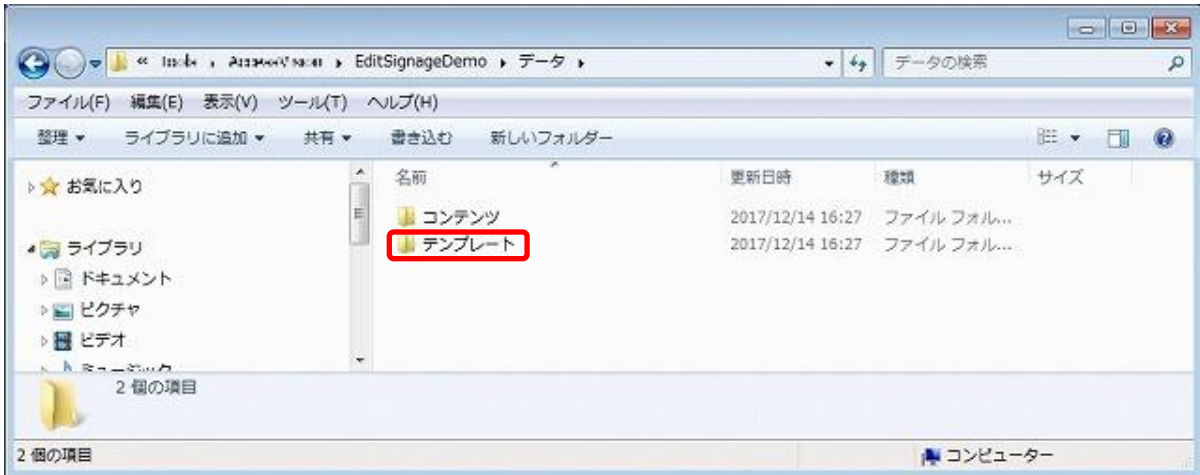 « EditSignageDemo ▸ データ ▸ データの検索
ファイル(F) 編集(E) 表示(V) ツール(T) ヘルプ(H)
整理 ▼ ライブラリに追加 ▼ 共有 ▼ 書き込む 新しいフォルダー
名前 更新日時 種類 サイズ
お気に入り
コンテンツ 2017/12/14 16:27 ファイル フォル...
テンプレート 2017/12/14 16:27 ファイル フォル...
ライブラリ
ドキュメント
ピクチャ
ビデオ
ミュージック
2 個の項目
2 個の項目 コンピューター